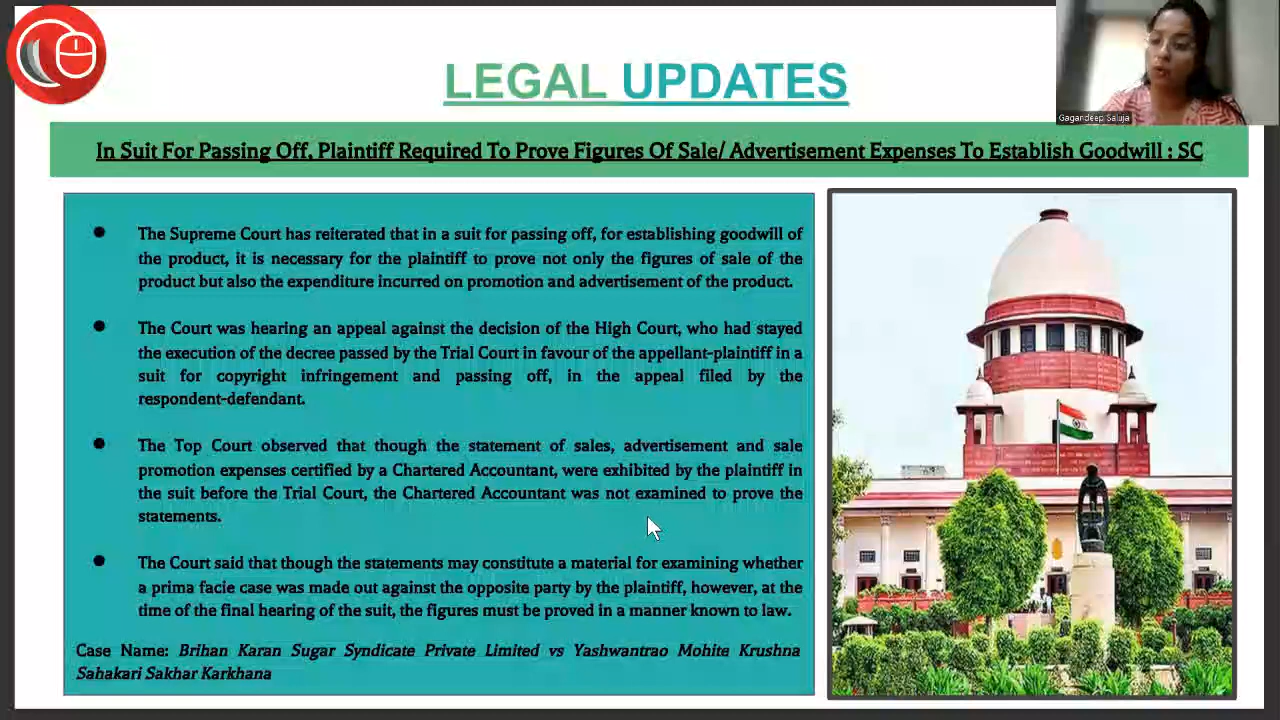 LEGAL UPDATES
Gagandeep Saluja
In Suit For Passing Off, Plaintiff Required To Prove Figures Of Sale/ Advertisement Expenses To Establish Goodwill : SC
● The Supreme Court has reiterated that in a suit for passing off, for establishing goodwill of
the product, it is necessary for the plaintiff to prove not only the figures of sale of the
product but also the expenditure incurred on promotion and advertisement of the product.
● The Court was hearing an appeal against the decision of the High Court, who had stayed
the execution of the decree passed by the Trial Court in favour of the appellant-plaintiff in a
suit for copyright infringement and passing off, in the appeal filed by the
respondent-defendant.
● The Top Court observed that though the statement of sales, advertisement and sale
promotion expenses certified by a Chartered Accountant, were exhibited by the plaintiff in
the suit before the Trial Court, the Chartered Accountant was not examined to prove the
statements.
● The Court said that though the statements may constitute a material for examining whether
a prima facie case was made out against the opposite party by the plaintiff, however, at the
time of the final hearing of the suit, the figures must be proved in a manner known to law.
Case Name: Brihan Karan Sugar Syndicate Private Limited vs Yashwantrao Mohite Krushna
Sahakari Sakhar Karkhana